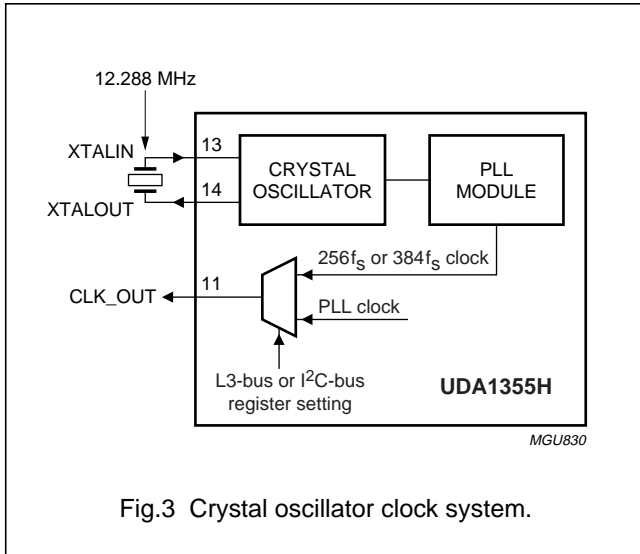 12.288 MHz
XTALIN
13
CRYSTAL
OSCILLATOR
PLL
MODULE
14
XTALOUT
256fs or 384fs clock
CLK_OUT
11
PLL clock
L3-bus or I²C-bus
register setting
UDA1355H
MGU830
Fig.3 Crystal oscillator clock system.